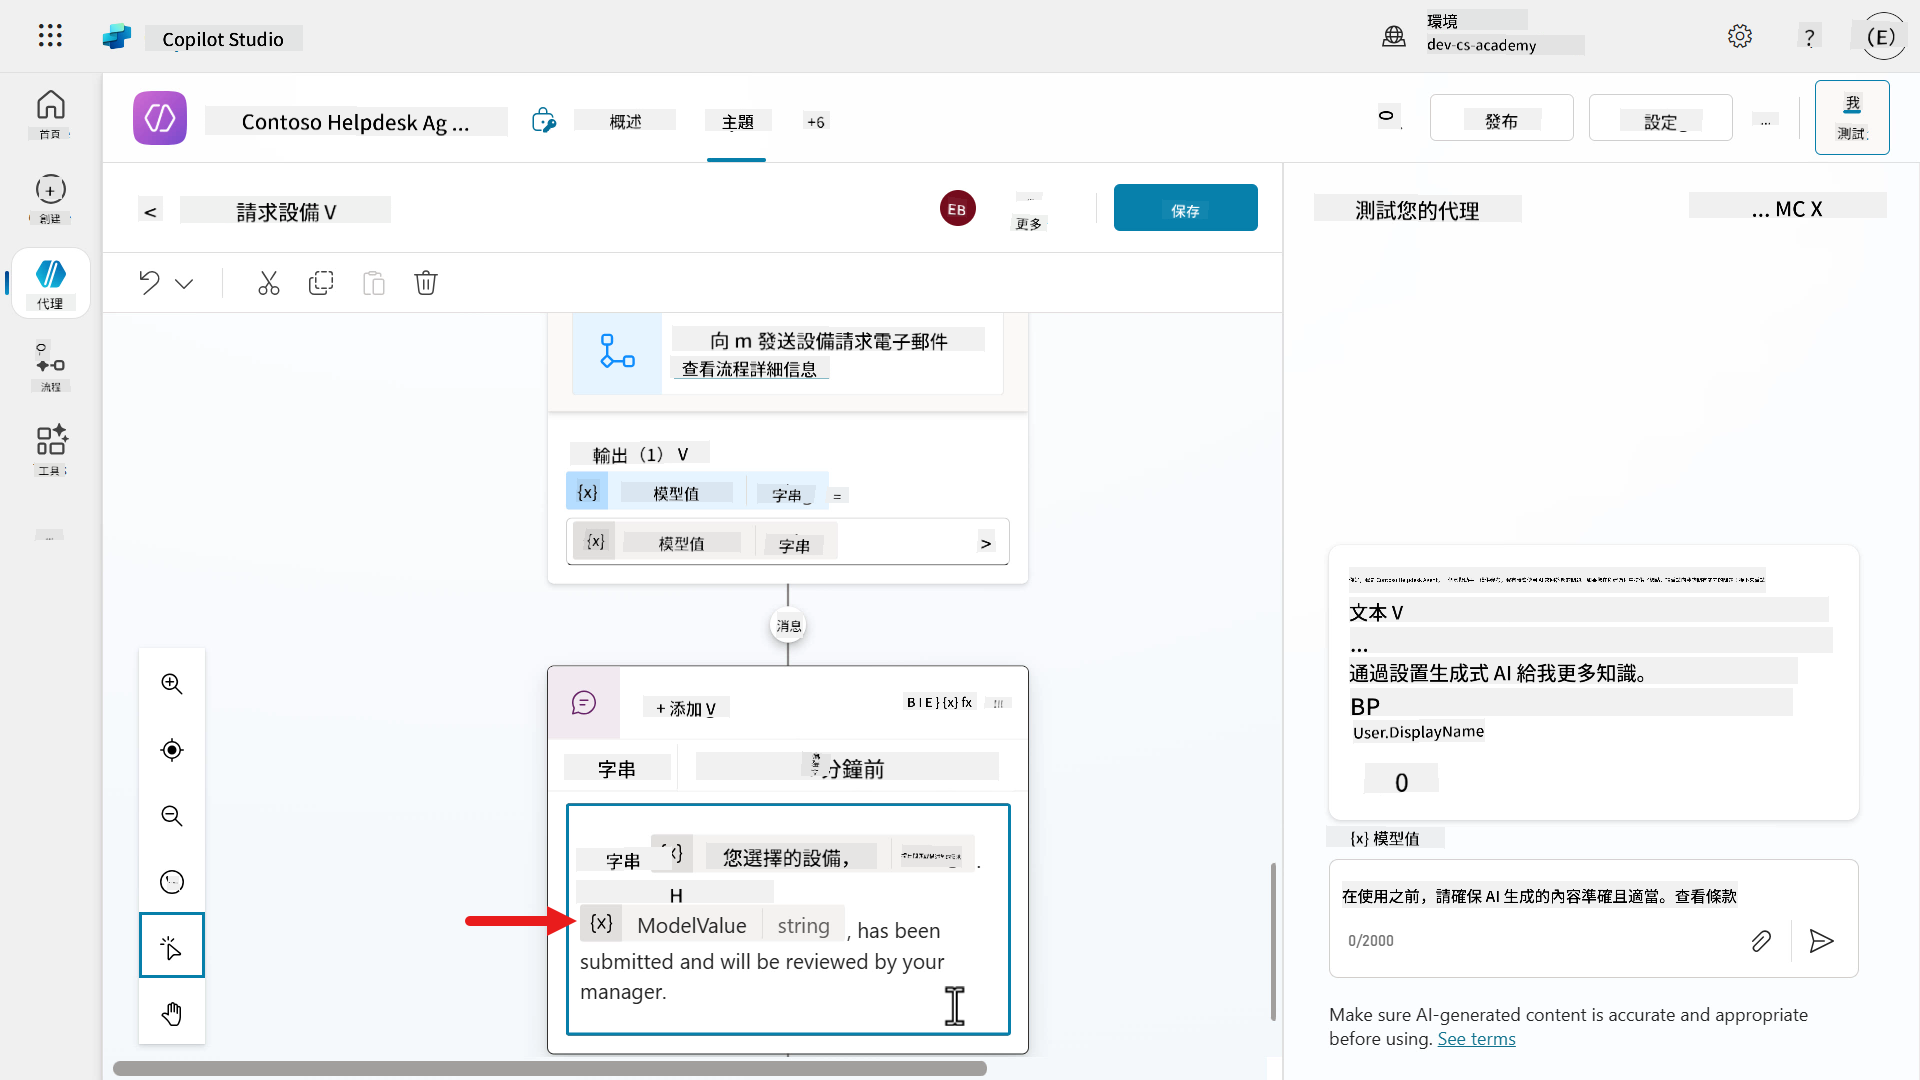 Copilot Studio
環境
dev-cs-academy
?
(E)
首頁
創建
代理
流程
工具
Contoso Helpdesk Ag ...
概述
主題
+6
發布
設定
...
我
測試
<
請求設備 V
EB
更多
保存
向 m 發送設備請求電子郵件
查看流程詳細信息
輸出（1） V
{x} 模型值 字串 =
{x} 模型值 字串 >
消息
+ 添加 V
B I E } {x} fx
字串
分鐘前
字串 {x} 您選擇的設備， .
H
{x} ModelValue string , has been
submitted and will be reviewed by your
manager.
測試您的代理
... MC X
文本 V
...
通過設置生成式 AI 給我更多知識。
BP
User.DisplayName
0
{x} 模型值
在使用之前，請確保 AI 生成的內容準確且適當。查看條款
0/2000
Make sure AI-generated content is accurate and appropriate
before using. See terms